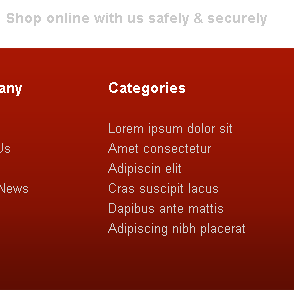 Shop online with us safely & securely
any
Us
News
Categories
Lorem ipsum dolor sit
Amet consectetur
Adipiscin elit
Cras suscipit lacus
Dapibus ante mattis
Adipiscing nibh placerat